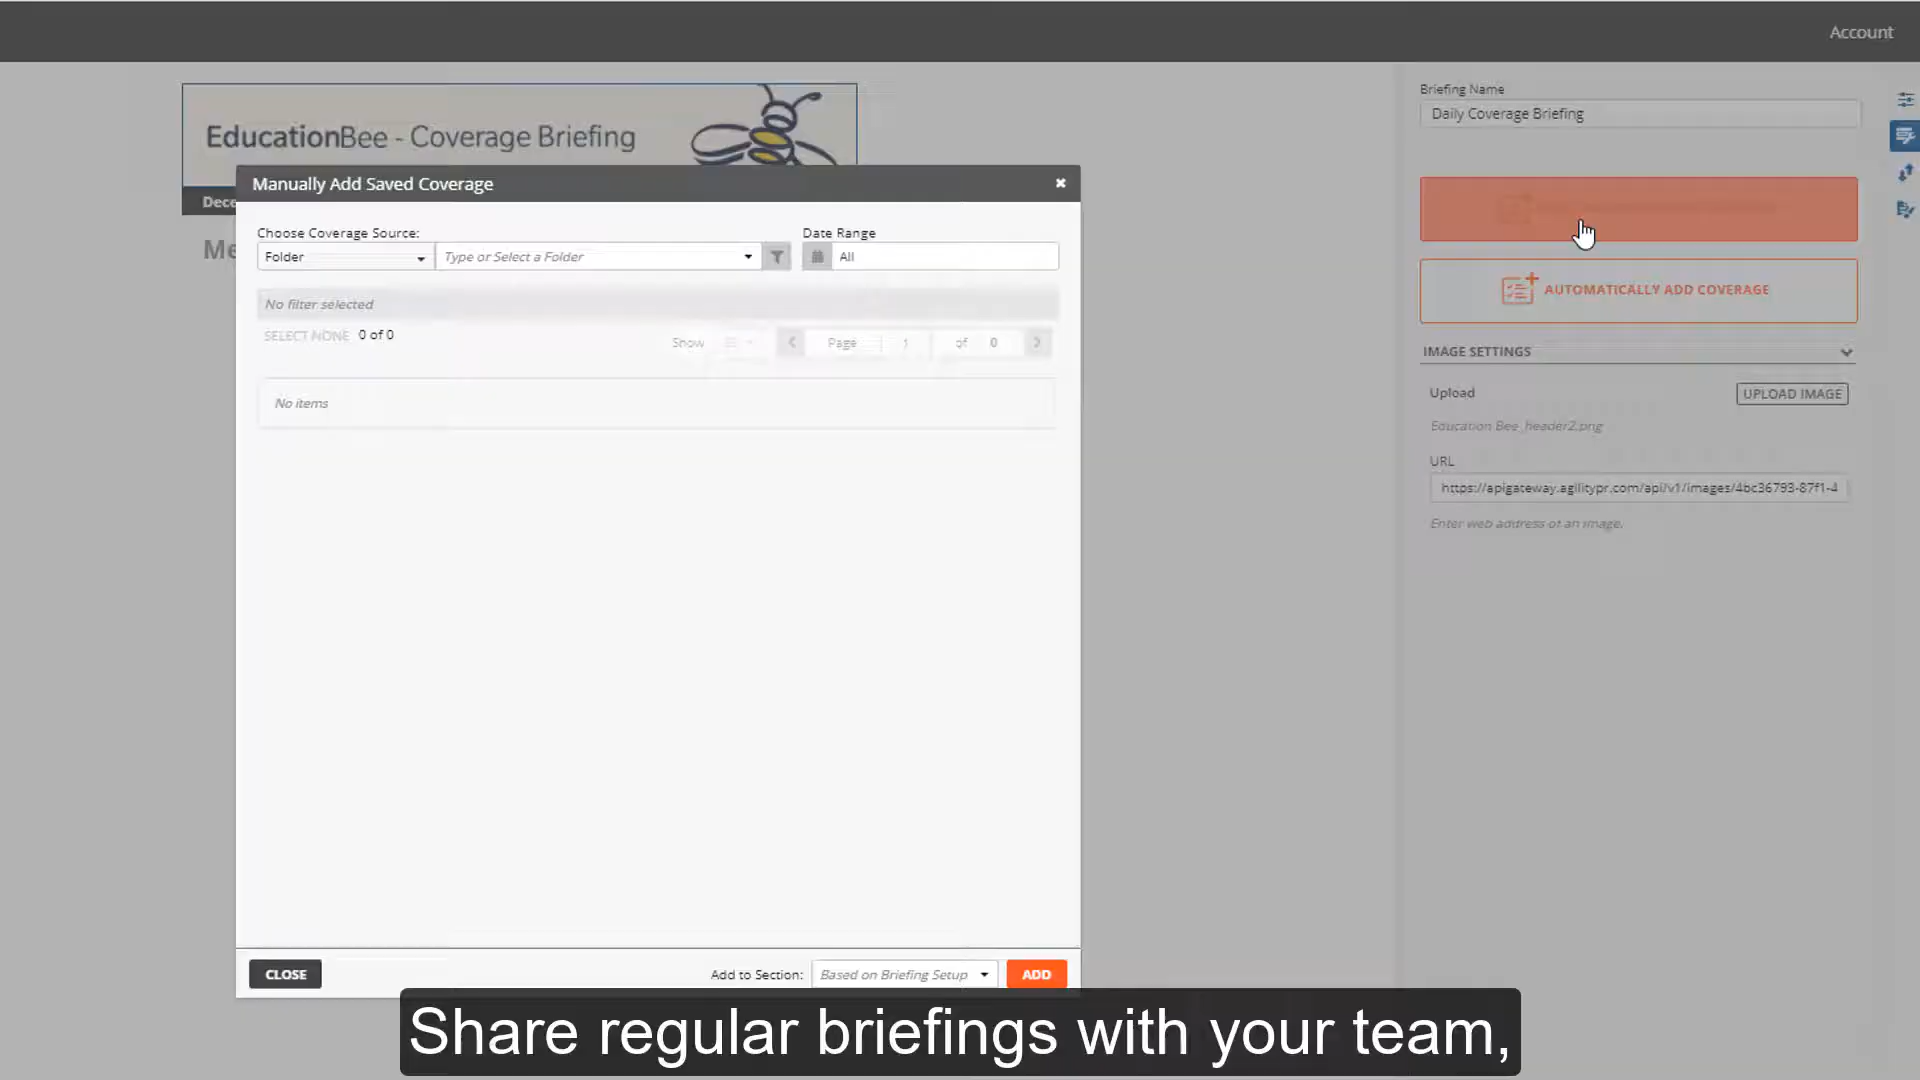 Account
EducationBee - Coverage Briefing
Briefing Name
Daily Coverage Briefing
Manually Add Saved Coverage
Dece
Me
Choose Coverage Source:
Date Range
Folder
Type or Select a Folder
All
AUTOMATICALLY ADD COVERAGE
No filter selected
SELECT NONE 0 of 0
Show
Page 1 of 0
IMAGE SETTINGS
Upload
UPLOAD IMAGE
No items
Education Bee_header2.png
URL
https://apigateway.agilitypr.com/api/v1/images/4bc36793-87f1-4
Enter web address of an image.
CLOSE
Add to Section:
Based on Briefing Setup
ADD
Share regular briefings with your team,